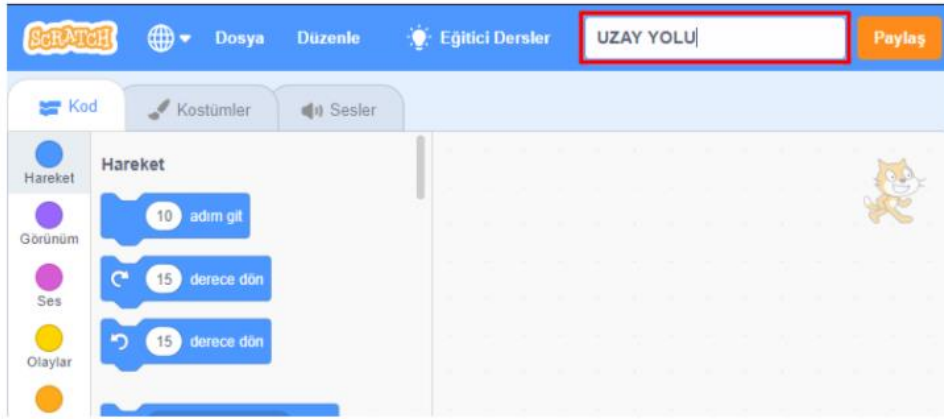 SCRATCH Dosya Düzenle Eğitici Dersler UZAY YOLU Paylaş
Kod Kostümler Sesler
Hareket
Görünüm
Ses
Olaylar
Hareket
10 adım git
15 derece dön
15 derece dön